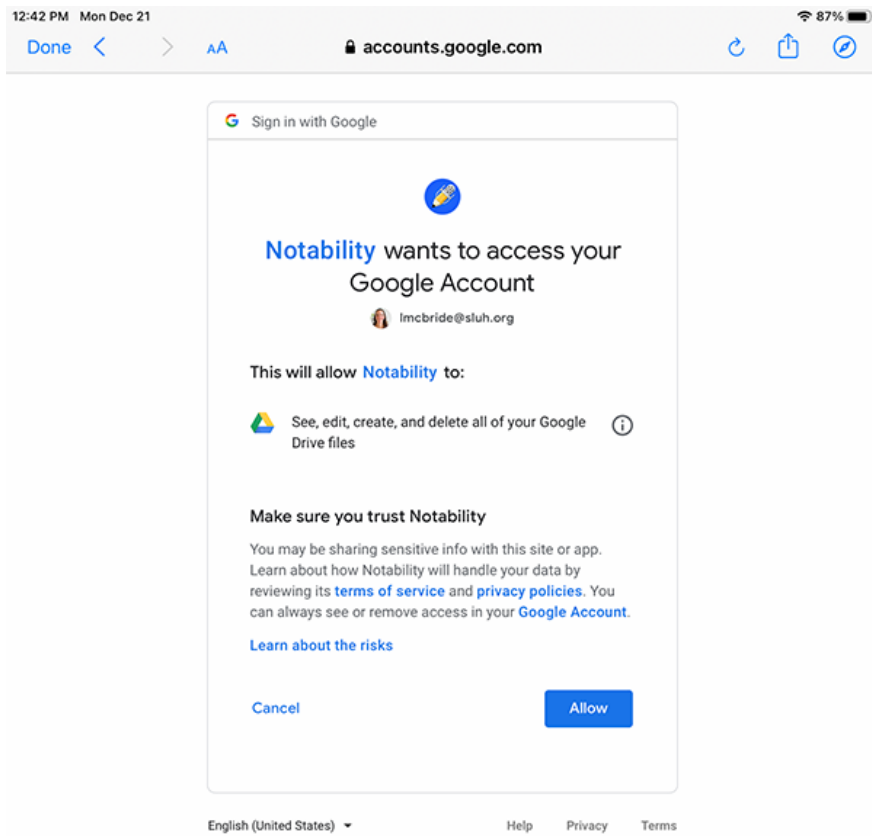 12:42 PM Mon Dec 21
87%
Done
AA
accounts.google.com
Sign in with Google
Notability wants to access your
Google Account
lmcbride@sluh.org
This will allow Notability to:
See, edit, create, and delete all of your Google
Drive files
Make sure you trust Notability
You may be sharing sensitive info with this site or app.
Learn about how Notability will handle your data by
reviewing its terms of service and privacy policies. You
can always see or remove access in your Google Account.
Learn about the risks
Cancel
Allow
English (United States)
Help
Privacy
Terms